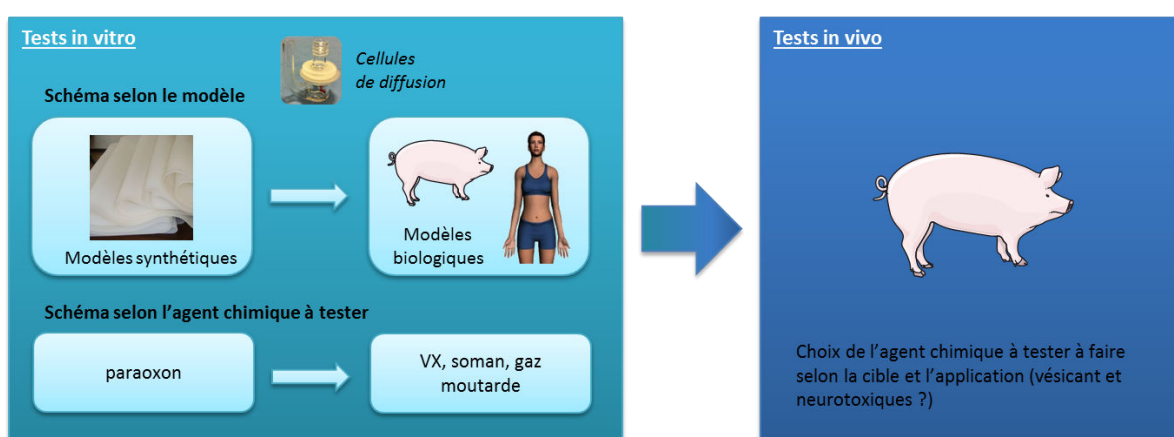 Tests in vitro
Cellules
de diffusion
Schéma selon le modèle
Modèles synthétiques
Modèles
biologiques
Schéma selon l'agent chimique à tester
paraoxon
VX, soman, gaz
moutarde
Tests in vivo
Choix de l'agent chimique à tester à faire
selon la cible et l'application (vésicant et
neurotoxiques ?)